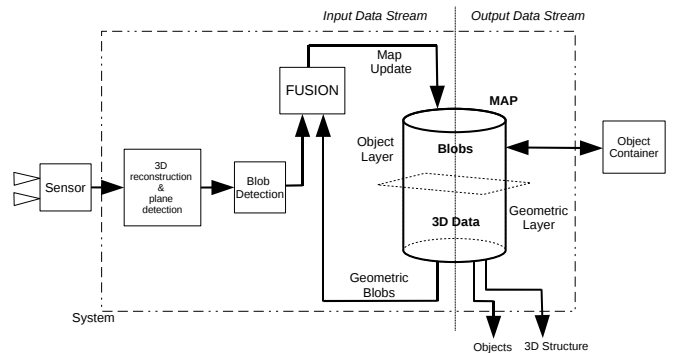 Input Data Stream
Output Data Stream
Map
Update
FUSION
MAP
Object
Layer
Blobs
Object
Container
Sensor
3D
reconstruction
&
plane
detection
Blob
Detection
3D Data
Geometric
Layer
Geometric
Blobs
System
Objects
3D Structure